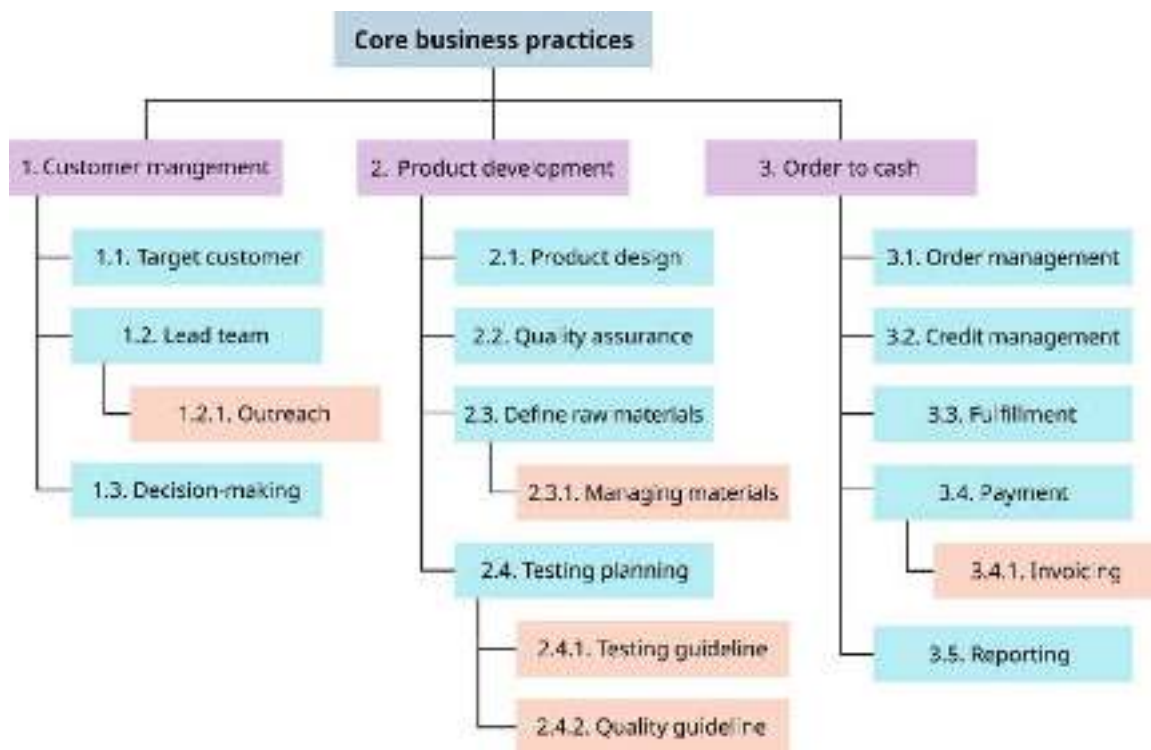 Core business practices
1. Customer mangement
1.1. Target customer
1.2. Lead team
1.2.1. Outreach
1.3. Decision-making
2. Product development
2.1. Product design
2.2. Quality assurance
2.3. Define raw materials
2.3.1. Managing materials
2.4. Testing planning
2.4.1. Testing guideline
2.4.2. Quality guideline
3. Order to cash
3.1. Order management
3.2. Credit management
3.3. Fulfillment
3.4. Payment
3.4.1. Invoicing
3.5. Reporting